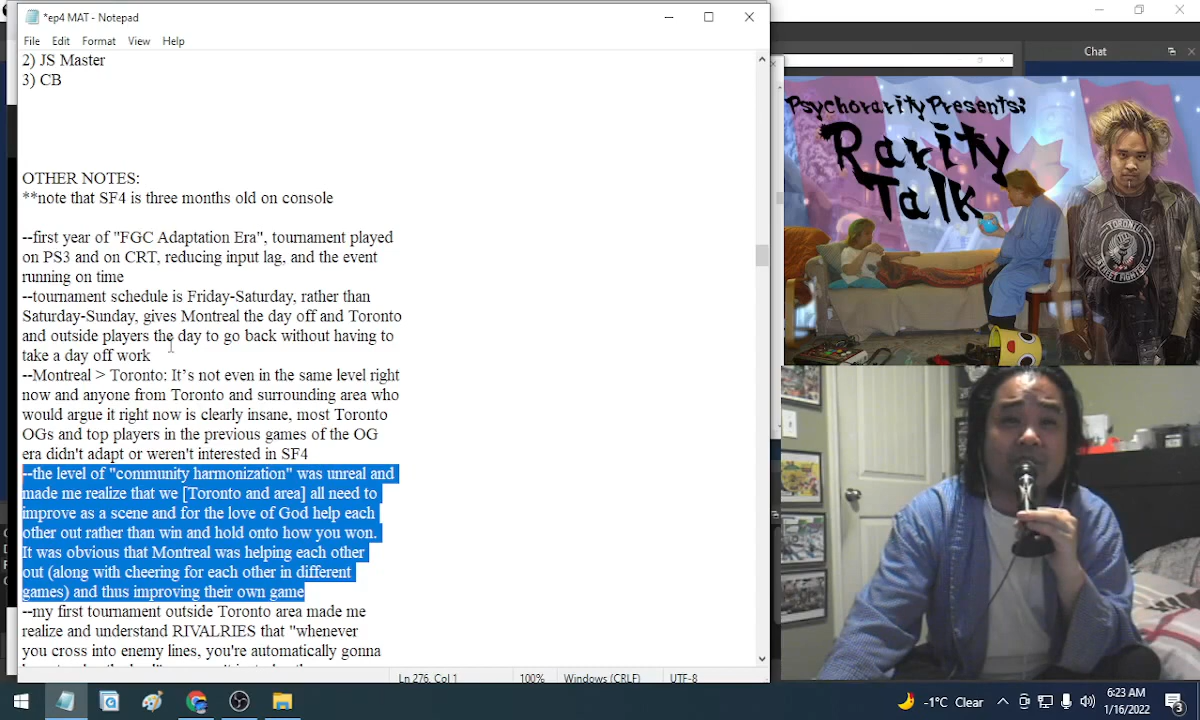 *ep4 MAT - Notepad
File Edit Format View Help
2) JS Master
3) CB
OTHER NOTES:
**note that SF4 is three months old on console
--first year of "FGC Adaptation Era", tournament played
on PS3 and on CRT, reducing input lag, and the event
running on time
--tournament schedule is Friday-Saturday, rather than
Saturday-Sunday, gives Montreal the day off and Toronto
and outside players the day to go back without having to
take a day off work
--Montreal > Toronto: It’s not even in the same level right
now and anyone from Toronto and surrounding area who
would argue it right now is clearly insane, most Toronto
OGs and top players in the previous games of the OG
era didn't adapt or weren't interested in SF4
--the level of "community harmonization" was unreal and
made me realize that we [Toronto and area] all need to
improve as a scene and for the love of God help each
other out rather than win and hold onto how you won.
It was obvious that Montreal was helping each other
out (along with cheering for each other in different
games) and thus improving their own game
--my first tournament outside Toronto area made me
realize and understand RIVALRIES that "whenever
you cross into enemy lines, you're automatically gonna
Ln 276, Col 1 100% Windows (CRLF) UTF-8
Chat
Psychorarity Presents:
Rarity
Talk
TORONTO
STREET FIGHTER
-1°C Clear
6:23 AM
1/16/2022
3